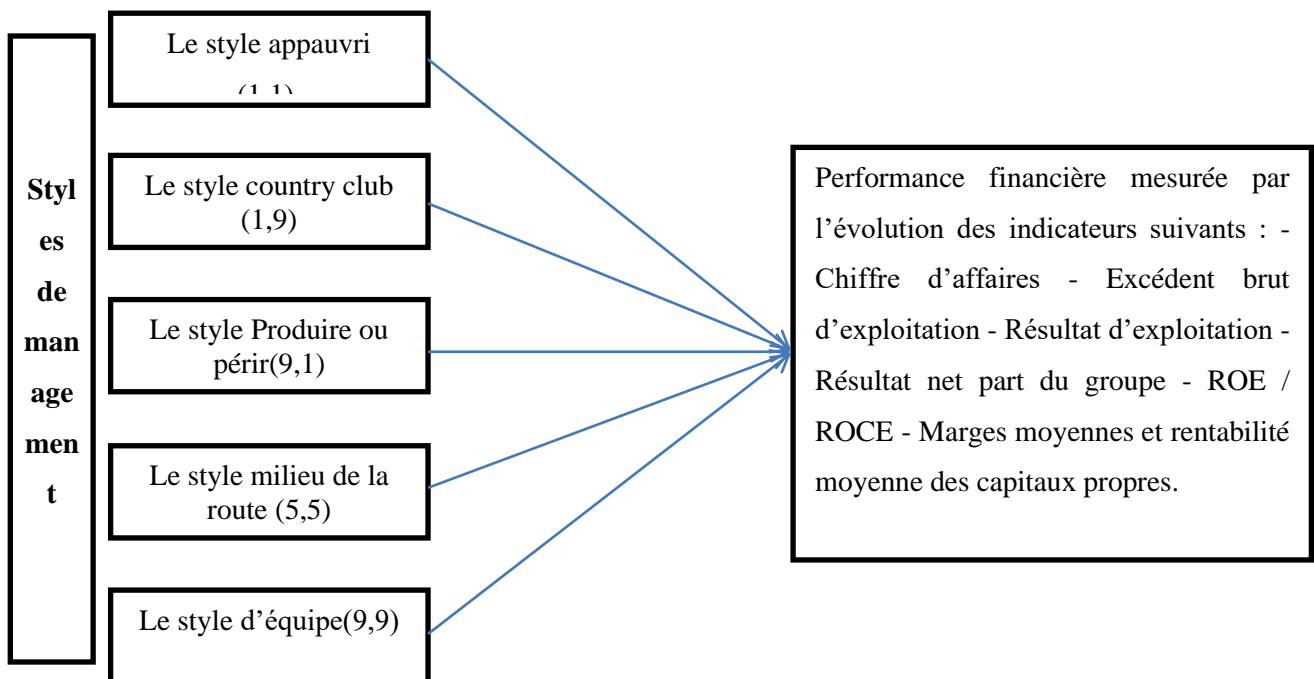 Styl
es
de
man
age
men
t
Le style appauvri
(1,1)
Le style country club
(1,9)
Le style Produire ou
périr(9,1)
Le style milieu de la
route (5,5)
Le style d’équipe(9,9)
Performance financière mesurée par
l’évolution des indicateurs suivants : -
Chiffre d’affaires - Excédent brut
d’exploitation - Résultat d’exploitation -
Résultat net part du groupe - ROE /
ROCE - Marges moyennes et rentabilité
moyenne des capitaux propres.